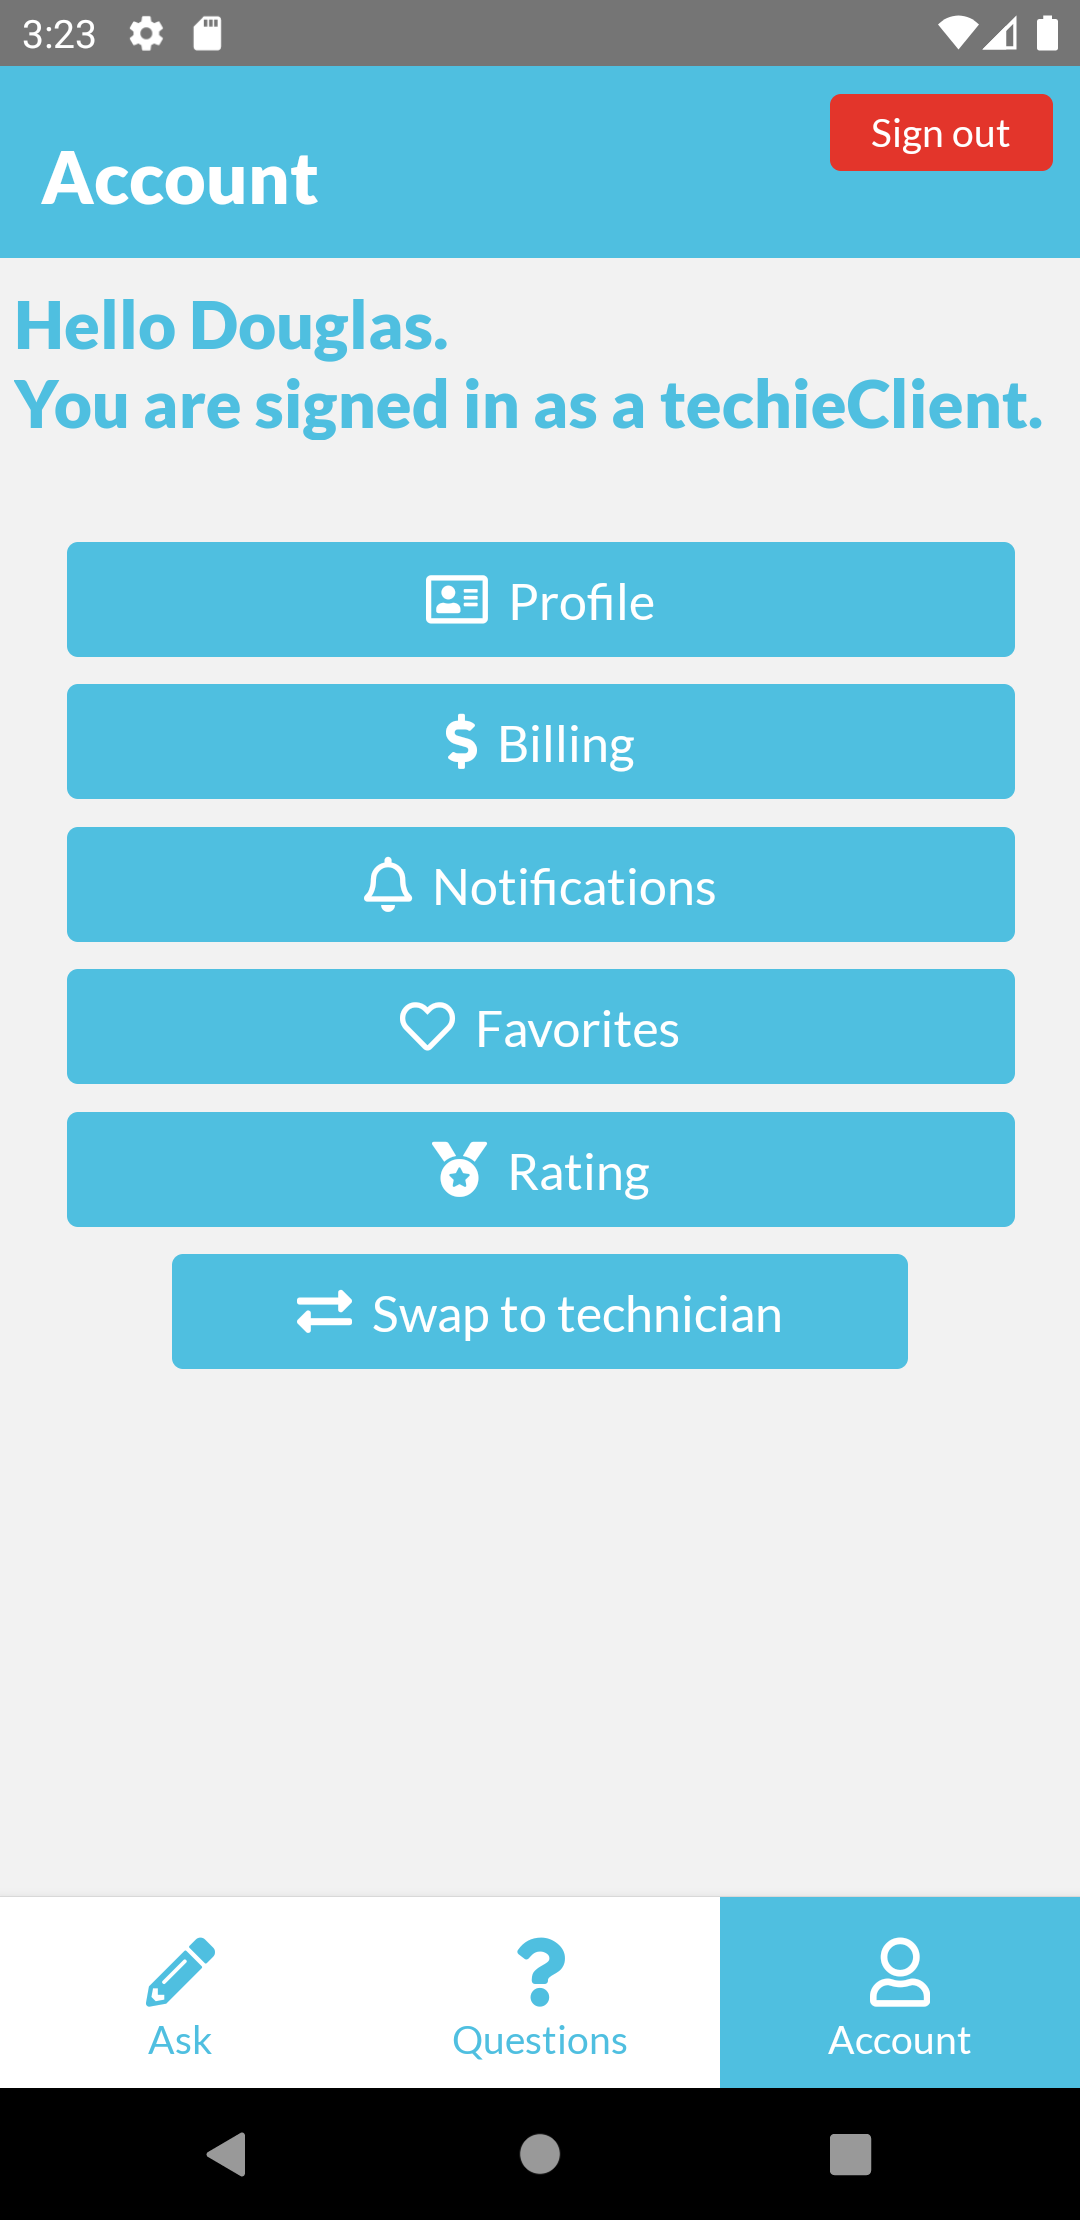 3:23
Sign out
Account
Hello Douglas.
You are signed in as a techieClient.
Profile
Billing
Notifications
Favorites
Rating
Swap to technician
Ask
Questions
Account